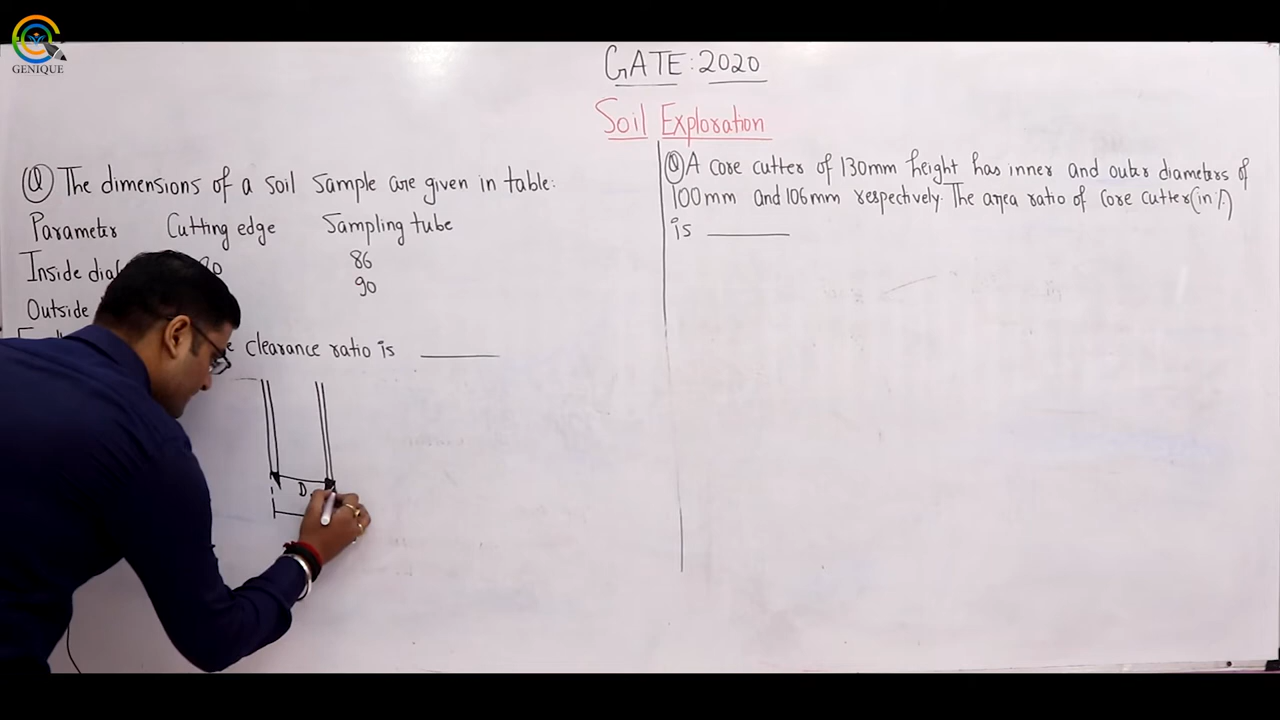 GENIQUE
GATE: 2020
Soil Exploration
Q The dimensions of a soil sample are given in table:
Parameter Cutting edge Sampling tube
Inside 86
Outside 90
clearance ratio is ______
D
Q A core cutter of 130mm height has inner and outer diameters of
100mm and 106mm respectively. The area ratio of core cutter (in %)
is ______